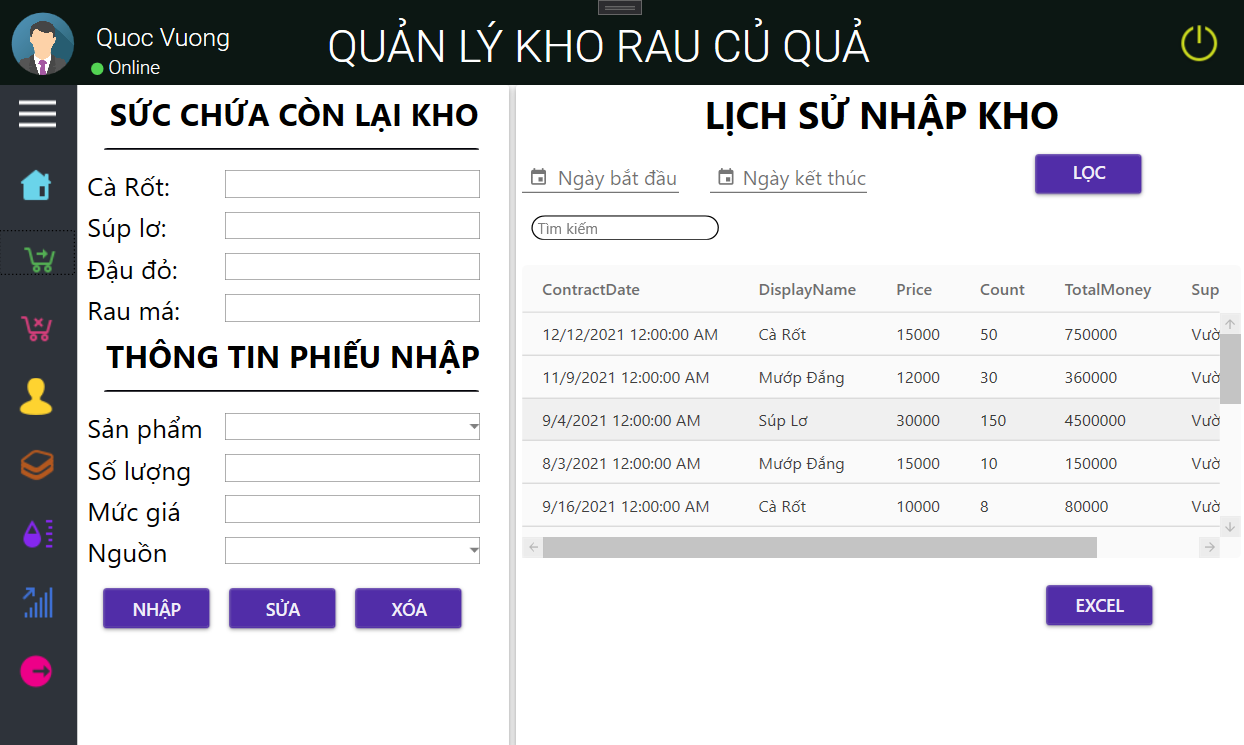 Quoc Vuong
Online
QUẢN LÝ KHO RAU CỦ QUẢ
SỨC CHỨA CÒN LẠI KHO
Cà Rốt:
Súp lơ:
Đậu đỏ:
Rau má:
THÔNG TIN PHIẾU NHẬP
Sản phẩm
Số lượng
Mức giá
Nguồn
NHẬP SỬA XÓA
LỊCH SỬ NHẬP KHO
Ngày bắt đầu Ngày kết thúc LỌC
Tìm kiếm
ContractDate DisplayName Price Count TotalMoney Sup
12/12/2021 12:00:00 AM Cà Rốt 15000 50 750000 Vườ
11/9/2021 12:00:00 AM Mướp Đắng 12000 30 360000 Vườ
9/4/2021 12:00:00 AM Súp Lơ 30000 150 4500000 Vườ
8/3/2021 12:00:00 AM Mướp Đắng 15000 10 150000 Vườ
9/16/2021 12:00:00 AM Cà Rốt 10000 8 80000 Vườ
EXCEL